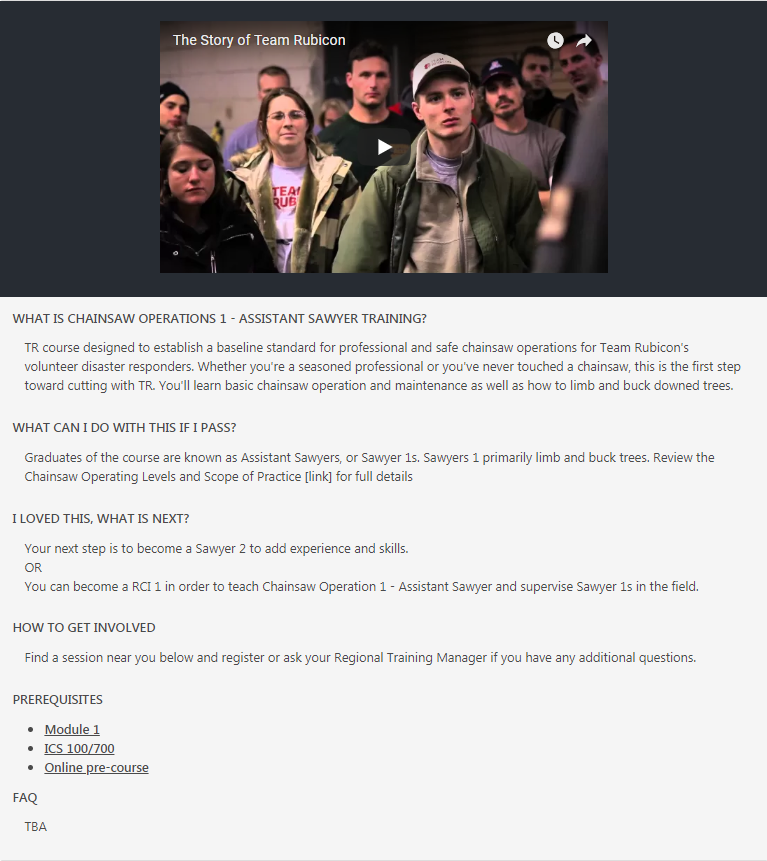 The Story of Team Rubicon
TEAM
RUB
WHAT IS CHAINSAW OPERATIONS 1 - ASSISTANT SAWYER TRAINING?
TR course designed to establish a baseline standard for professional and safe chainsaw operations for Team Rubicon's
volunteer disaster responders. Whether you're a seasoned professional or you've never touched a chainsaw, this is the first step
toward cutting with TR. You'll learn basic chainsaw operation and maintenance as well as how to limb and buck downed trees.
WHAT CAN I DO WITH THIS IF I PASS?
Graduates of the course are known as Assistant Sawyers, or Sawyer 1s. Sawyers 1 primarily limb and buck trees. Review the
Chainsaw Operating Levels and Scope of Practice [link] for full details
I LOVED THIS, WHAT IS NEXT?
Your next step is to become a Sawyer 2 to add experience and skills.
OR
You can become a RCI 1 in order to teach Chainsaw Operation 1 - Assistant Sawyer and supervise Sawyer 1s in the field.
HOW TO GET INVOLVED
Find a session near you below and register or ask your Regional Training Manager if you have any additional questions.
PREREQUISITES
• Module 1
• ICS 100/700
• Online pre-course
FAQ
TBA